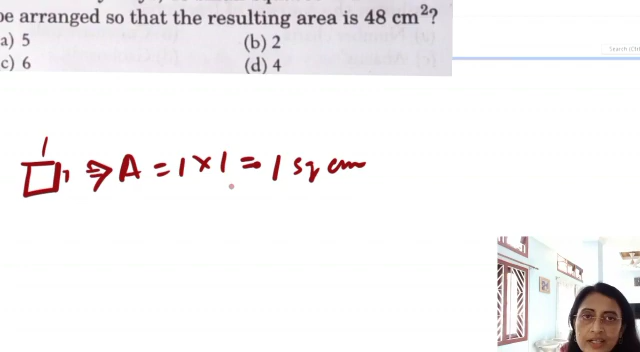 be arranged so that the resulting area is 48 cm²?
a) 5 (b) 2
c) 6 (d) 4
1
1 ⇒ A = 1 × 1 = 1 sq cm